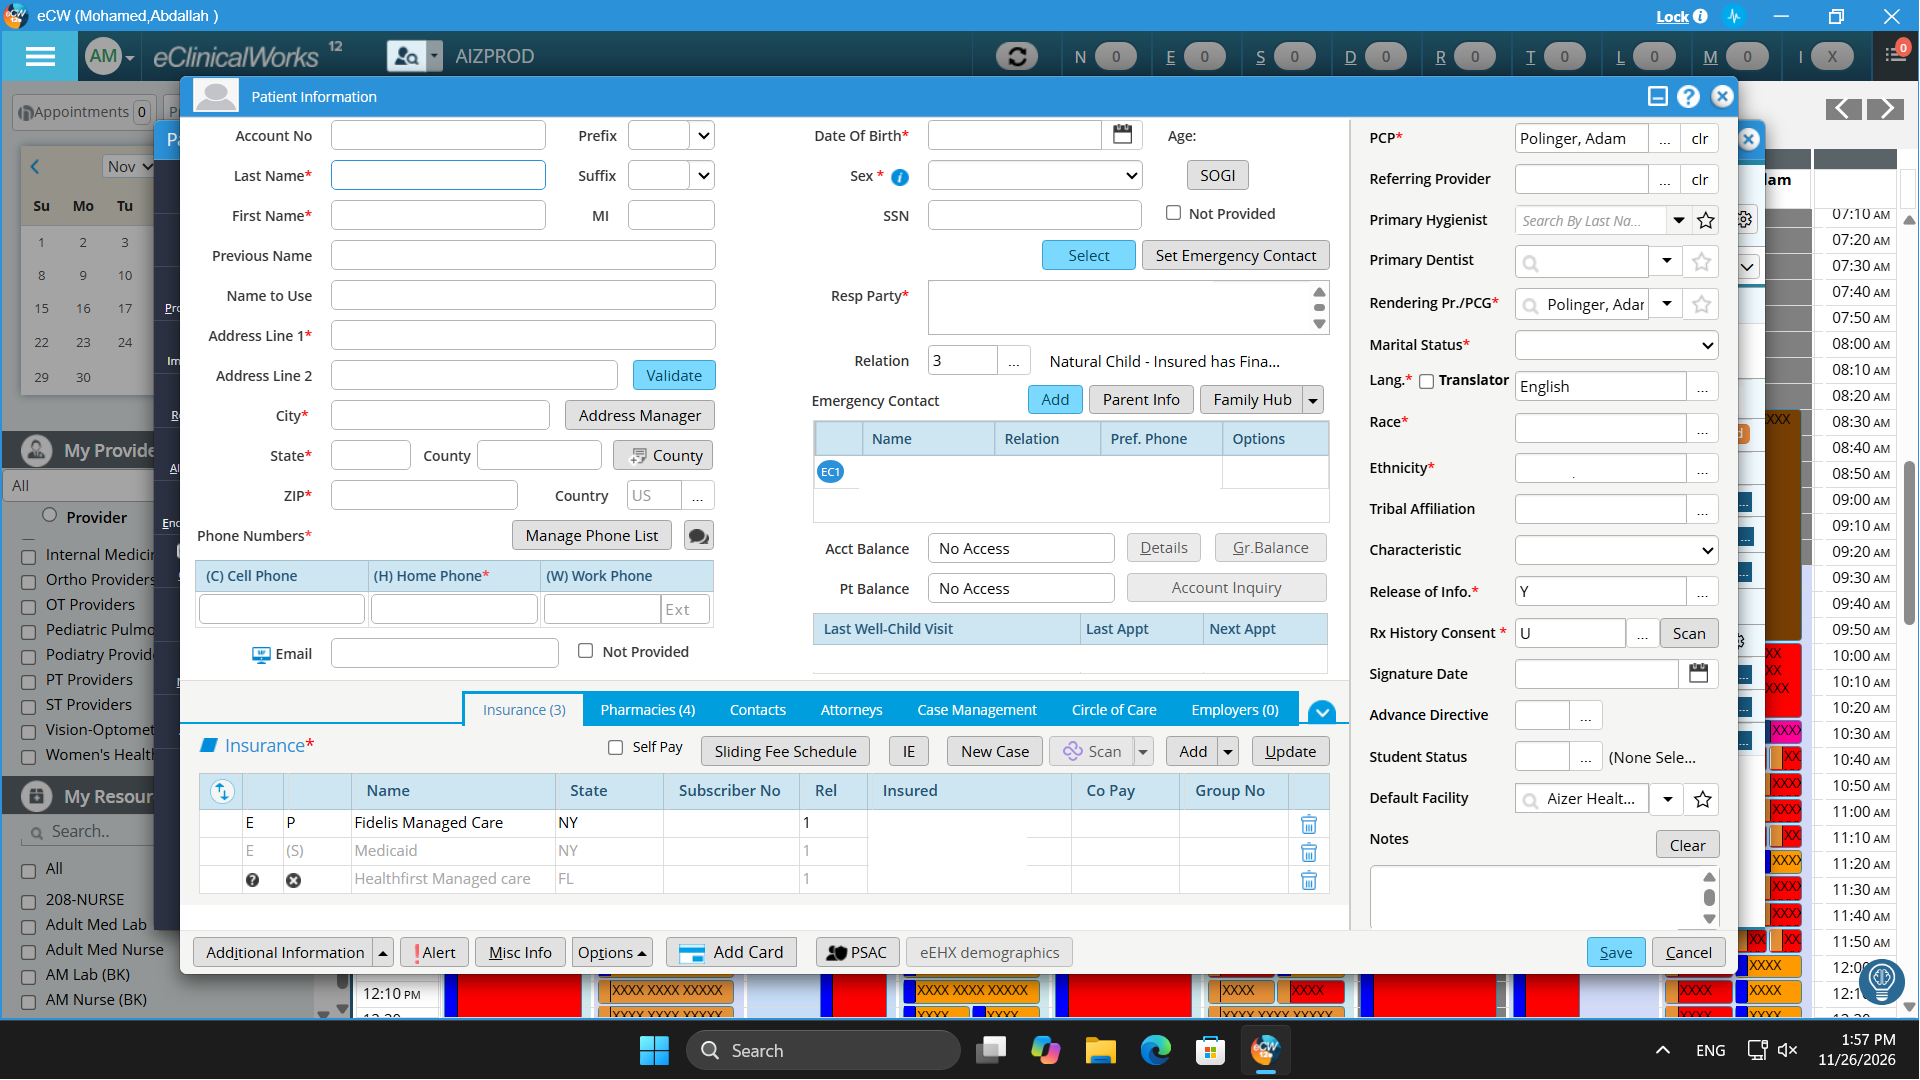 eCW (Mohamed,Abdallah )
Lock
AM
eClinicalWorks 12
AIZPROD
N 0
E 0
S 0
D 0
R 0
T 0
L 0
M 0
I X
0
Appointments 0
Nov
Su Mo Tu
1 2 3
8 9 10
15 16 17
22 23 24
29 30
My Provide
All
Provider
Internal Medicin
Ortho Providers
OT Providers
Pediatric Pulmo
Podiatry Provid
PT Providers
ST Providers
Vision-Optomet
Women's Health
My Resour
Search..
All
208-NURSE
Adult Med Lab
Adult Med Nurse
AM Lab (BK)
AM Nurse (BK)
Patient Information
Account No
Prefix
Last Name*
Suffix
First Name*
MI
Previous Name
Name to Use
Address Line 1*
Address Line 2
Validate
City*
Address Manager
State*
County
County
ZIP*
Country
US
...
Phone Numbers*
Manage Phone List
(C) Cell Phone
(H) Home Phone*
(W) Work Phone
Ext
Email
Not Provided
Date Of Birth*
Age:
Sex *
SOGI
SSN
Not Provided
Select
Set Emergency Contact
Resp Party*
Relation
3
...
Natural Child - Insured has Fina...
Emergency Contact
Add
Parent Info
Family Hub
Name
Relation
Pref. Phone
Options
EC1
Acct Balance
No Access
Details
Gr.Balance
Pt Balance
No Access
Account Inquiry
Last Well-Child Visit
Last Appt
Next Appt
PCP*
Polinger, Adam
...
clr
Referring Provider
...
clr
Primary Hygienist
Search By Last Na...
Primary Dentist
Rendering Pr./PCG*
Polinger, Adar
Marital Status*
Lang.*
Translator
English
...
Race*
...
Ethnicity*
...
Tribal Affiliation
...
Characteristic
Release of Info.*
Y
...
Rx History Consent *
U
...
Scan
Signature Date
Advance Directive
...
Student Status
...
(None Sele...
Default Facility
Aizer Healt...
Notes
Clear
Insurance (3)
Pharmacies (4)
Contacts
Attorneys
Case Management
Circle of Care
Employers (0)
Insurance*
Self Pay
Sliding Fee Schedule
IE
New Case
Scan
Add
Update
Name State Subscriber No Rel Insured Co Pay Group No
E P Fidelis Managed Care NY 1
E (S) Medicaid NY 1
Healthfirst Managed care FL 1
Additional Information
Alert
Misc Info
Options
Add Card
PSAC
eEHX demographics
Save
Cancel
lam
07:10 AM
07:20 AM
07:30 AM
07:40 AM
07:50 AM
08:00 AM
08:10 AM
08:20 AM
08:30 AM
08:40 AM
08:50 AM
09:00 AM
09:10 AM
09:20 AM
09:30 AM
09:40 AM
09:50 AM
10:00 AM
10:10 AM
10:20 AM
10:30 AM
10:40 AM
10:50 AM
11:00 AM
11:10 AM
11:20 AM
11:30 AM
11:40 AM
11:50 AM
12:10 PM
XXXX XXXX XXXXX
XXXX XXXX XXXXX
XXXX
XXXX
XXXX
XXXX
Search
ENG
1:57 PM
11/26/2026